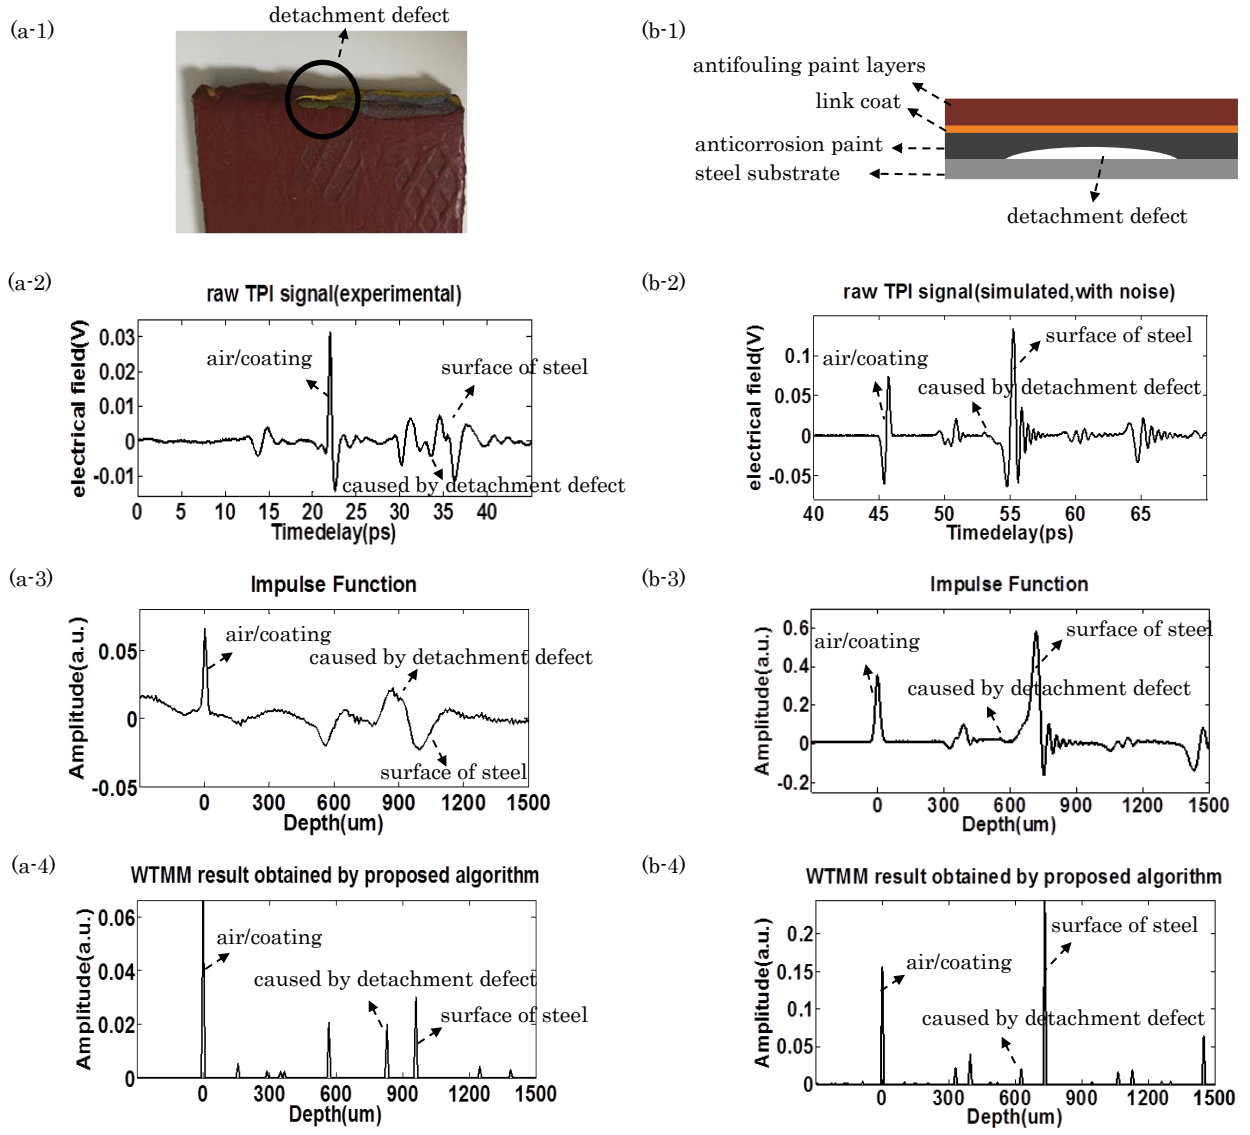 (a-1)
detachment defect
(b-1)
antifouling paint layers
link coat
anticorrosion paint
steel substrate
detachment defect
(a-2)
raw TPI signal(experimental)
electrical field(V)
0.03
0.02
0.01
0
-0.01
air/coating
surface of steel
caused by detachment defect
0 5 10 15 20 25 30 35 40
Timedelay(ps)
(b-2)
raw TPI signal(simulated,with noise)
electrical field(V)
0.1
0.05
0
-0.05
air/coating
surface of steel
caused by detachment defect
40 45 50 55 60 65
Timedelay(ps)
(a-3)
Impulse Function
Amplitude(a.u.)
0.05
0
-0.05
air/coating
caused by detachment defect
surface of steel
0 300 600 900 1200 1500
Depth(um)
(b-3)
Impulse Function
Amplitude(a.u.)
0.6
0.4
0.2
0
-0.2
air/coating
surface of steel
caused by detachment defect
0 300 600 900 1200 1500
Depth(um)
(a-4)
WTMM result obtained by proposed algorithm
Amplitude(a.u.)
0.06
0.04
0.02
0
air/coating
caused by detachment defect
surface of steel
0 300 600 900 1200 1500
Depth(um)
(b-4)
WTMM result obtained by proposed algorithm
Amplitude(a.u.)
0.2
0.15
0.1
0.05
0
surface of steel
air/coating
caused by detachment defect
0 300 600 900 1200 1500
Depth(um)